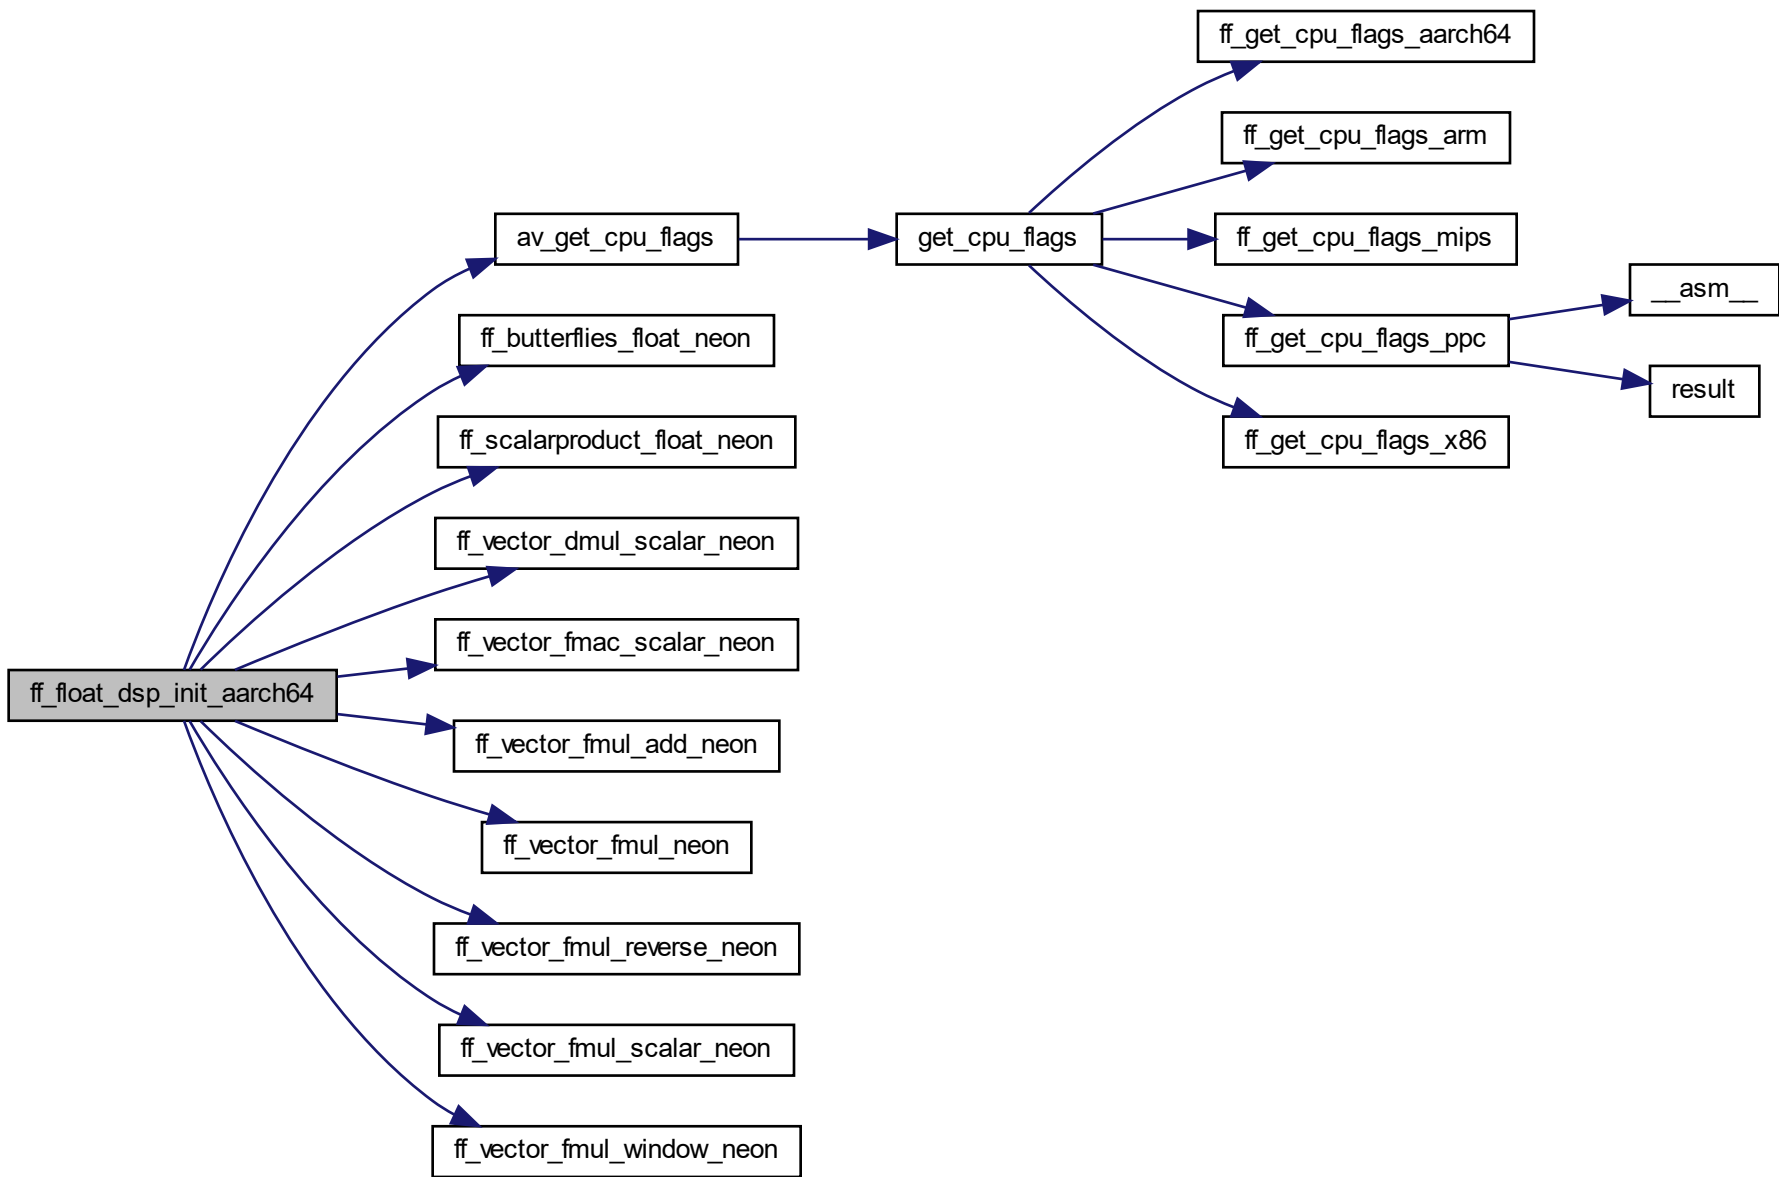 ff_get_cpu_flags_aarch64
ff_get_cpu_flags_arm
av_get_cpu_flags
get_cpu_flags
ff_get_cpu_flags_mips
__asm__
ff_butterflies_float_neon
ff_get_cpu_flags_ppc
result
ff_scalarproduct_float_neon
ff_get_cpu_flags_x86
ff_vector_dmul_scalar_neon
ff_vector_fmac_scalar_neon
ff_float_dsp_init_aarch64
ff_vector_fmul_add_neon
ff_vector_fmul_neon
ff_vector_fmul_reverse_neon
ff_vector_fmul_scalar_neon
ff_vector_fmul_window_neon